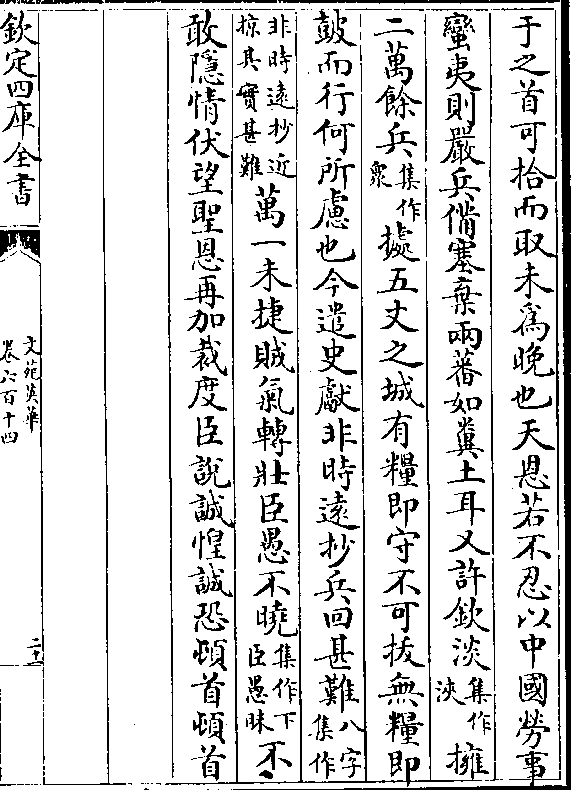 于之首可拾而取未爲晚也天恩若不忍以中國勞事
蠻夷則嚴兵備塞棄兩蕃如糞土耳又許欽淡集作浹擁
二萬餘兵集作衆據五丈之城有糧即守不可拔無糧即
鼓而行何所慮也今遣史獻非時遠抄兵回甚難八字集作
非時遠抄近掠其實甚難萬一未捷賊氣轉壯臣愚不曉集作下臣愚昧不
敢隱情伏望聖恩再加裁度臣說誠惶誠恐頓首頓首
欽定四庫全書
文苑英華
卷六百十四
二十